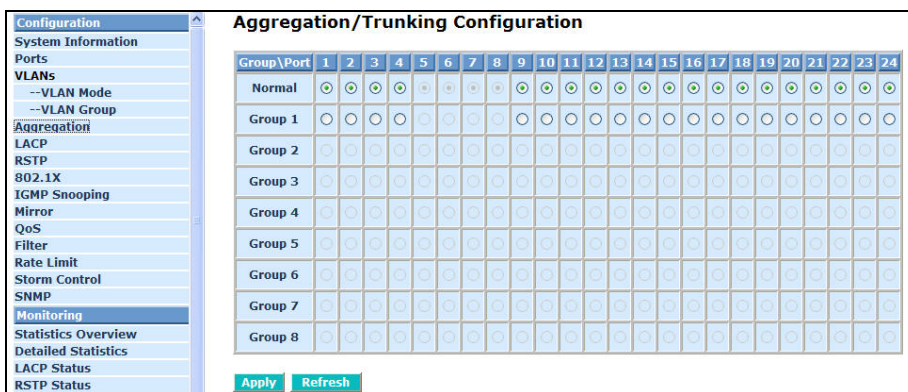 Configuration
System Information
Ports
VLANs
--VLAN Mode
--VLAN Group
Aggregation
LACP
RSTP
802.1X
IGMP Snooping
Mirror
QoS
Filter
Rate Limit
Storm Control
SNMP
Monitoring
Statistics Overview
Detailed Statistics
LACP Status
RSTP Status
Aggregation/Trunking Configuration
Group\Port 1 2 3 4 5 6 7 8 9 10 11 12 13 14 15 16 17 18 19 20 21 22 23 24
Normal
Group 1
Group 2
Group 3
Group 4
Group 5
Group 6
Group 7
Group 8
Apply Refresh